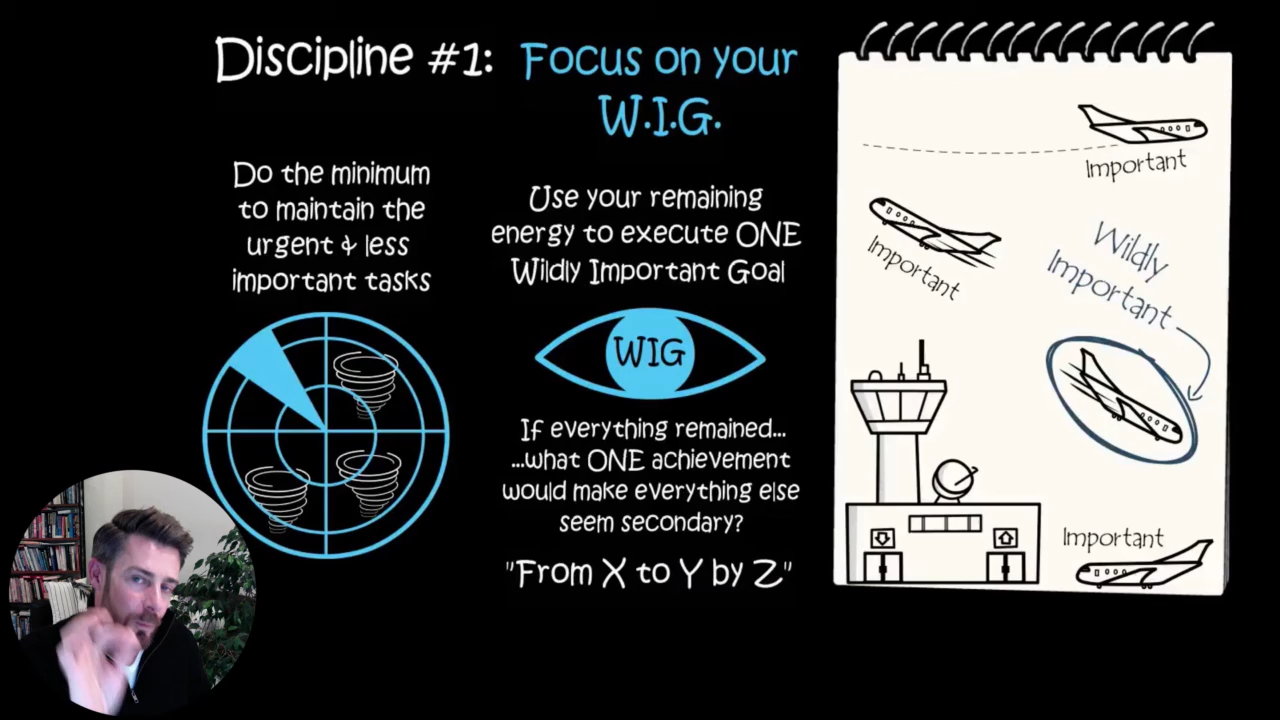 Discipline #1: Focus on your
W.I.G.
Do the minimum
to maintain the
urgent & less
important tasks
Use your remaining
energy to execute ONE
Wildly Important Goal
WIG
If everything remained...
...what ONE achievement
would make everything else
seem secondary?
"From X to Y by Z"
Important
Important
Wildly
Important
Important